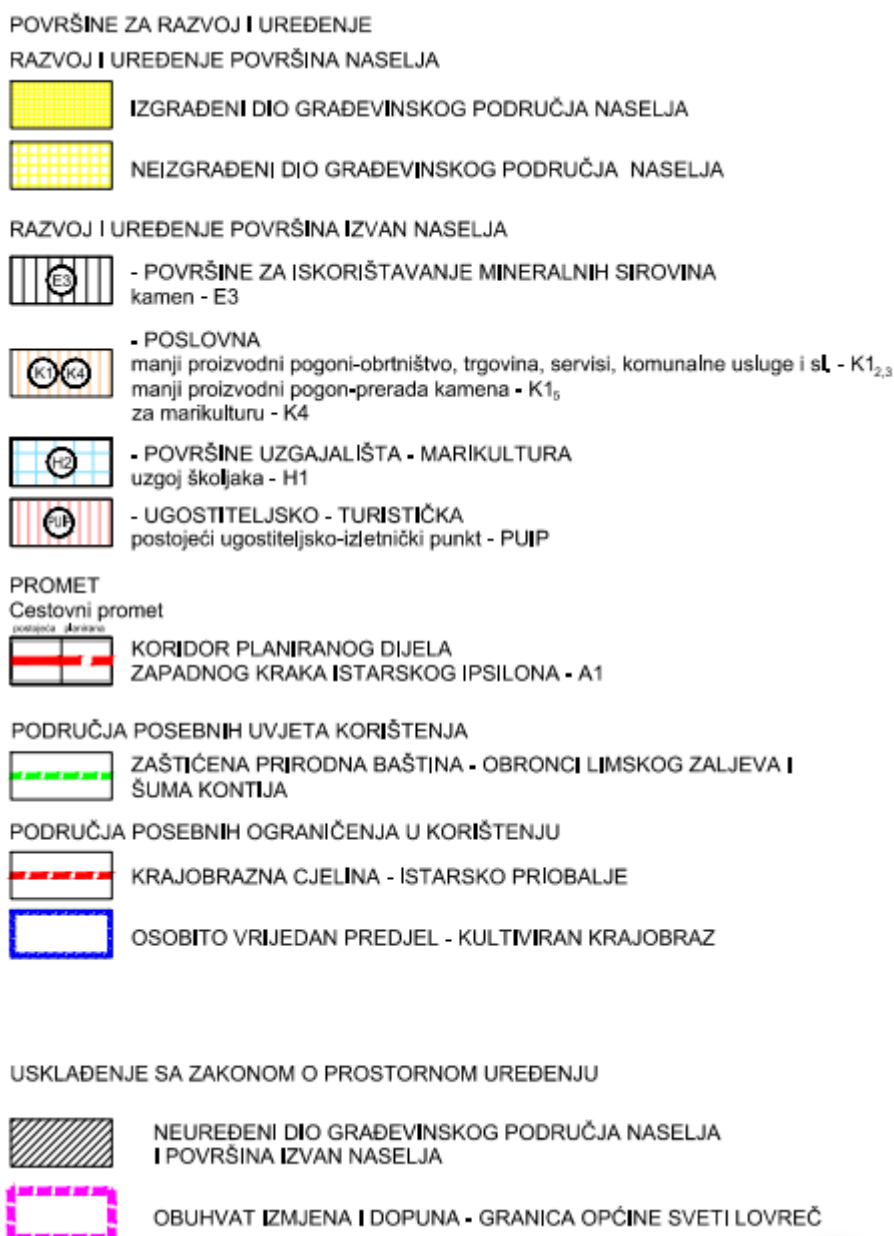 POVRŠINE ZA RAZVOJ I UREĐENJE
RAZVOJ I UREĐENJE POVRŠINA NASELJA
IZGRAĐENI DIO GRAĐEVINSKOG PODRUČJA NASELJA
NEIZGRAĐENI DIO GRAĐEVINSKOG PODRUČJA NASELJA
RAZVOJ I UREĐENJE POVRŠINA IZVAN NASELJA
E3 - POVRŠINE ZA ISKORIŠTAVANJE MINERALNIH SIROVINA
kamen - E3
- POSLOVNA
K1 K4 manji proizvodni pogoni-obrtništvo, trgovina, servisi, komunalne usluge i sl. - K1₂,₃
manji proizvodni pogon-prerada kamena - K1₅
za marikulturu - K4
H2 - POVRŠINE UZGAJALIŠTA - MARIKULTURA
uzgoj školjaka - H1
PUIP - UGOSTITELJSKO - TURISTIČKA
postojeći ugostiteljsko-izletnički punkt - PUIP
PROMET
Cestovni promet
postojeća planirana
KORIDOR PLANIRANOG DIJELA
ZAPADNOG KRAKA ISTARSKOG IPSILONA - A1
PODRUČJA POSEBNIH UVJETA KORIŠTENJA
ZAŠTIĆENA PRIRODNA BAŠTINA - OBRONCI LIMSKOG ZALJEVA I
ŠUMA KONTIJA
PODRUČJA POSEBNIH OGRANIČENJA U KORIŠTENJU
KRAJOBRAZNA CJELINA - ISTARSKO PRIOBALJE
OSOBITO VRIJEDAN PREDJEL - KULTIVIRAN KRAJOBRAZ
USKLAĐENJE SA ZAKONOM O PROSTORNOM UREĐENJU
NEUREĐENI DIO GRAĐEVINSKOG PODRUČJA NASELJA
I POVRŠINA IZVAN NASELJA
OBUHVAT IZMJENA I DOPUNA - GRANICA OPĆINE SVETI LOVREČ